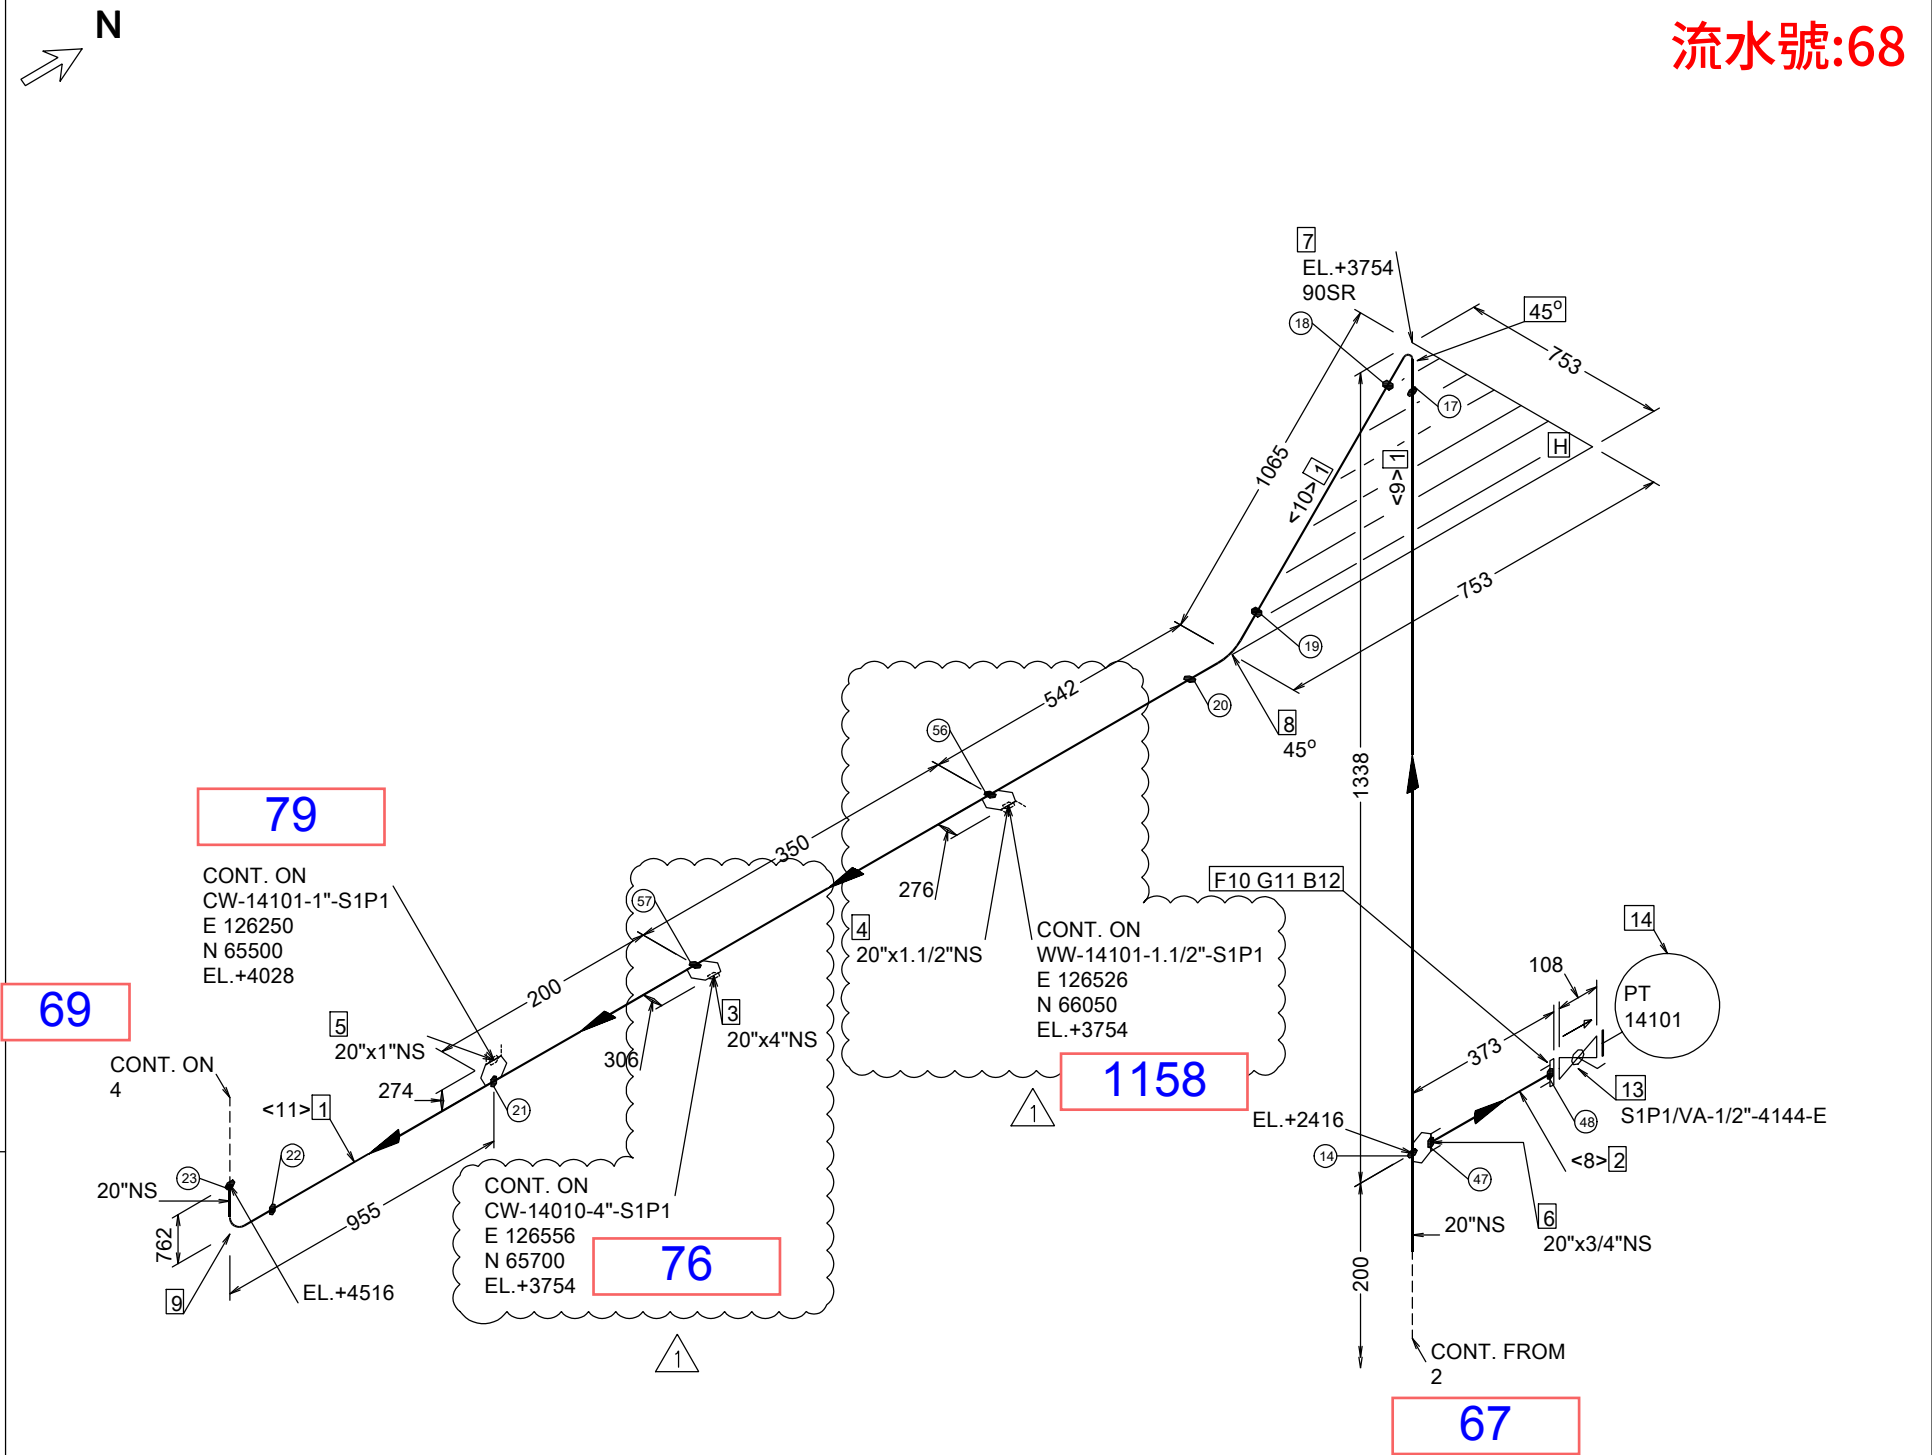 N
流水號:68
7
EL.+3754
90SR
45°
18
753
17
H
1065
<10>1
<9>1
753
19
542
20
8
45°
56
1338
79
350
CONT. ON
CW-14101-1"-S1P1
E 126250
N 65500
EL.+4028
276
57
F10 G11 B12
4
20"x1.1/2"NS
CONT. ON
WW-14101-1.1/2"-S1P1
E 126526
N 66050
EL.+3754
14
108
PT
14101
200
69
5
20"x1"NS
3
20"x4"NS
306
373
CONT. ON
4
274
<11>1
21
1158
1
EL.+2416
13
S1P1/VA-1/2"-4144-E
48
14
<8>2
47
22
23
20"NS
955
762
CONT. ON
CW-14010-4"-S1P1
E 126556
N 65700
EL.+3754
76
20"NS
6
20"x3/4"NS
200
9
EL.+4516
1
CONT. FROM
2
67